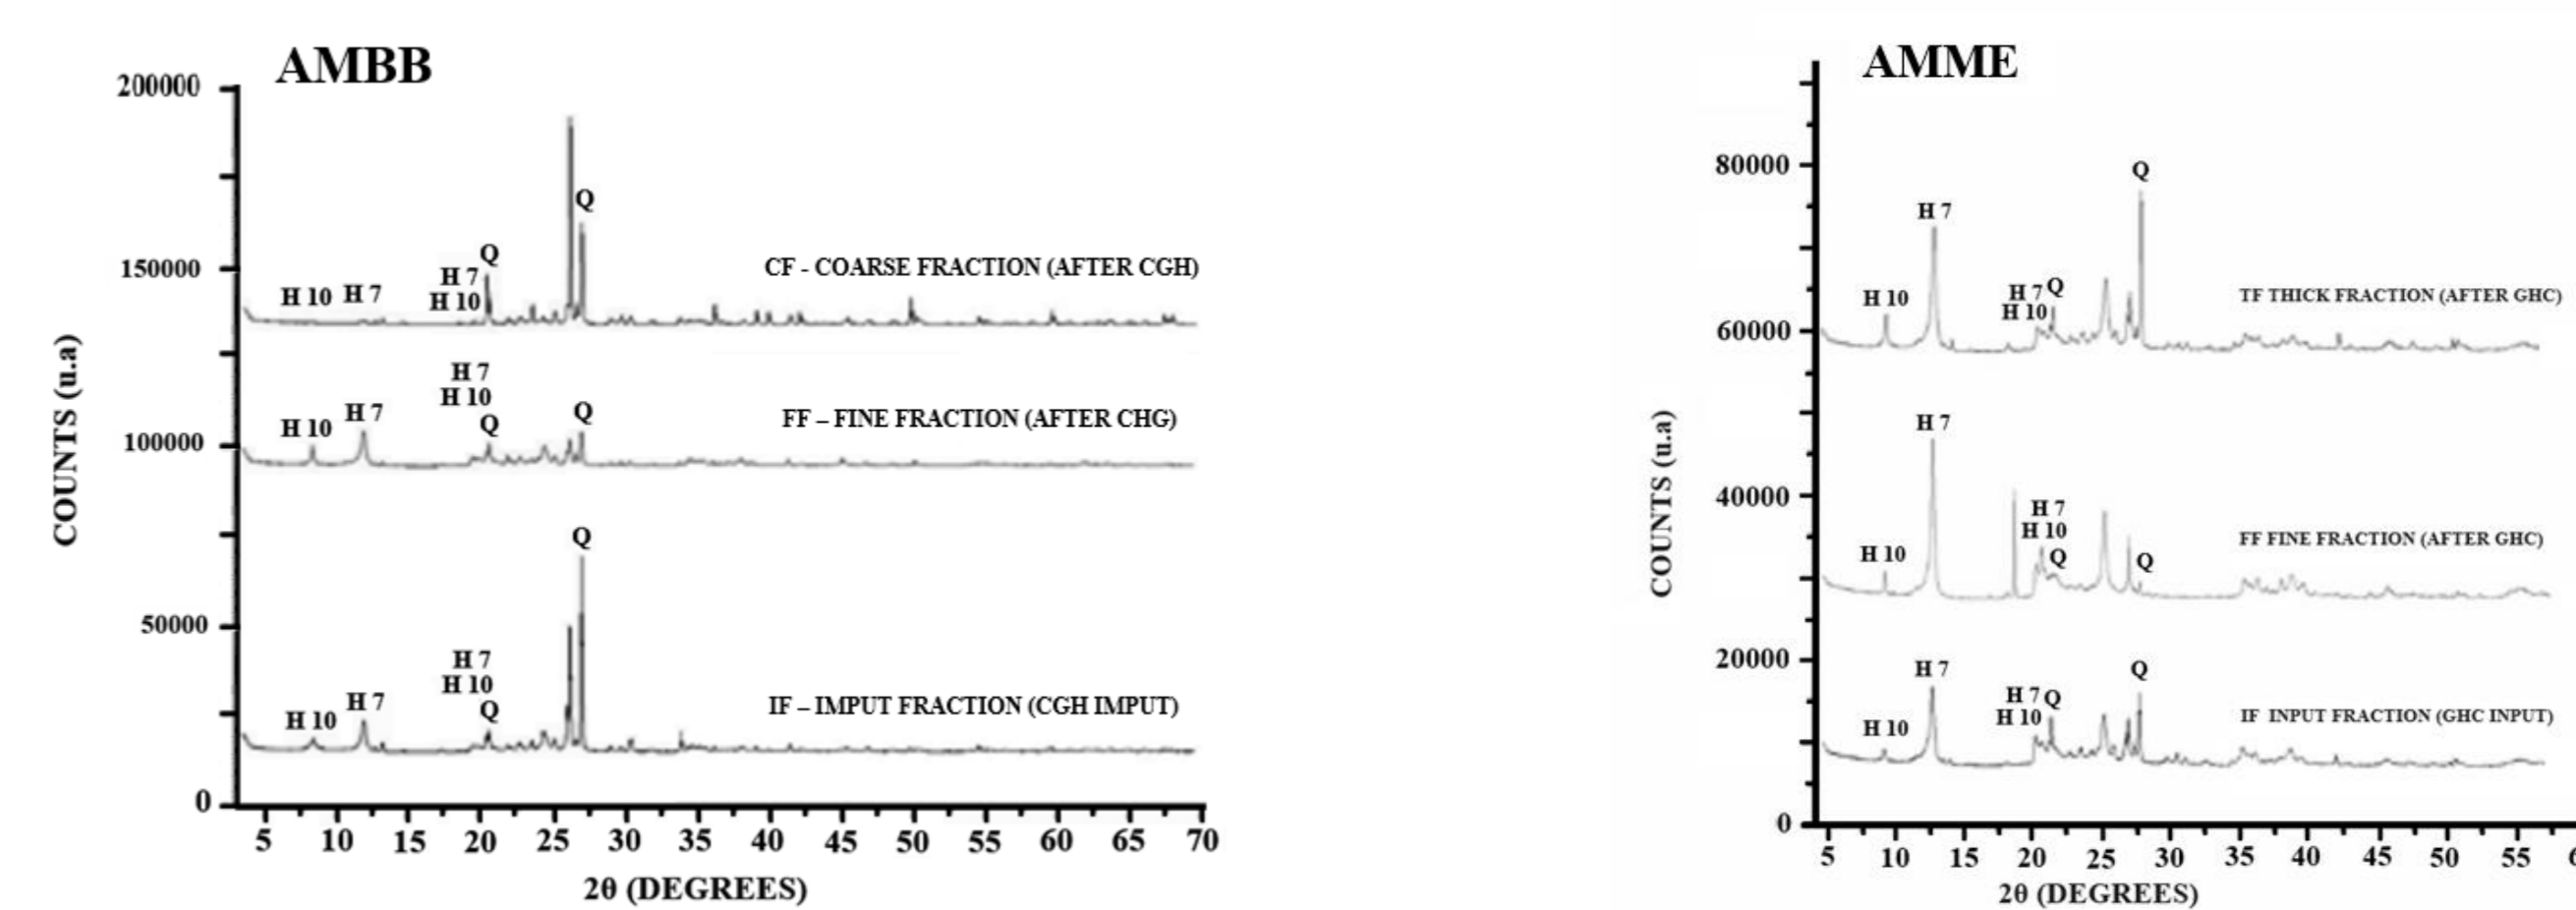 AMBB
200000
150000
100000
50000
0
COUNTS (u.a)
Q
Q
H 7
H 10
H 10 H 7
CF - COARSE FRACTION (AFTER CGH)
H 7
H 10
Q
Q
H 10
H 7
FF – FINE FRACTION (AFTER CHG)
Q
H 7
H 10
Q
H 10
H 7
IF – IMPUT FRACTION (CGH IMPUT)
5 10 15 20 25 30 35 40 45 50 55 60 65 70
2θ (DEGREES)
AMME
80000
60000
40000
20000
0
COUNTS (u.a)
Q
H 7
H 10
H 7 Q
H 10
TF THICK FRACTION (AFTER GHC)
H 7
H 7
H 10
Q
H 10
Q
FF FINE FRACTION (AFTER GHC)
H 7
Q
H 7 Q
H 10
H 10
IF INPUT FRACTION (GHC INPUT)
5 10 15 20 25 30 35 40 45 50 55
2θ (DEGREES)